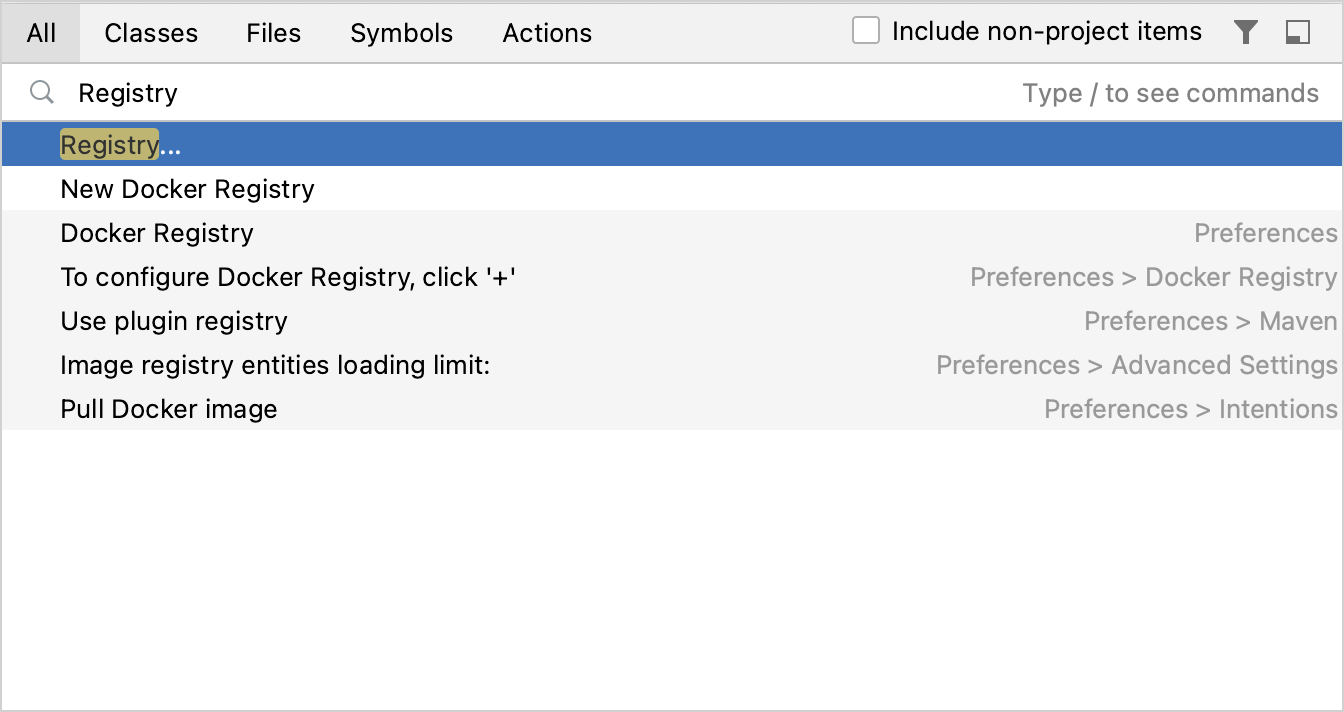 All Classes Files Symbols Actions Include non-project items
Registry Type / to see commands
Registry...
New Docker Registry
Docker Registry Preferences
To configure Docker Registry, click '+' Preferences > Docker Registry
Use plugin registry Preferences > Maven
Image registry entities loading limit: Preferences > Advanced Settings
Pull Docker image Preferences > Intentions